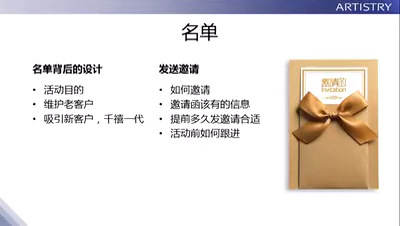 ARTISTRY
名单
名单背后的设计
• 活动目的
• 维护老客户
• 吸引新客户，千禧一代
发送邀请
• 如何邀请
• 邀请函该有的信息
• 提前多久发邀请合适
• 活动前如何跟进
邀请函
Invitation